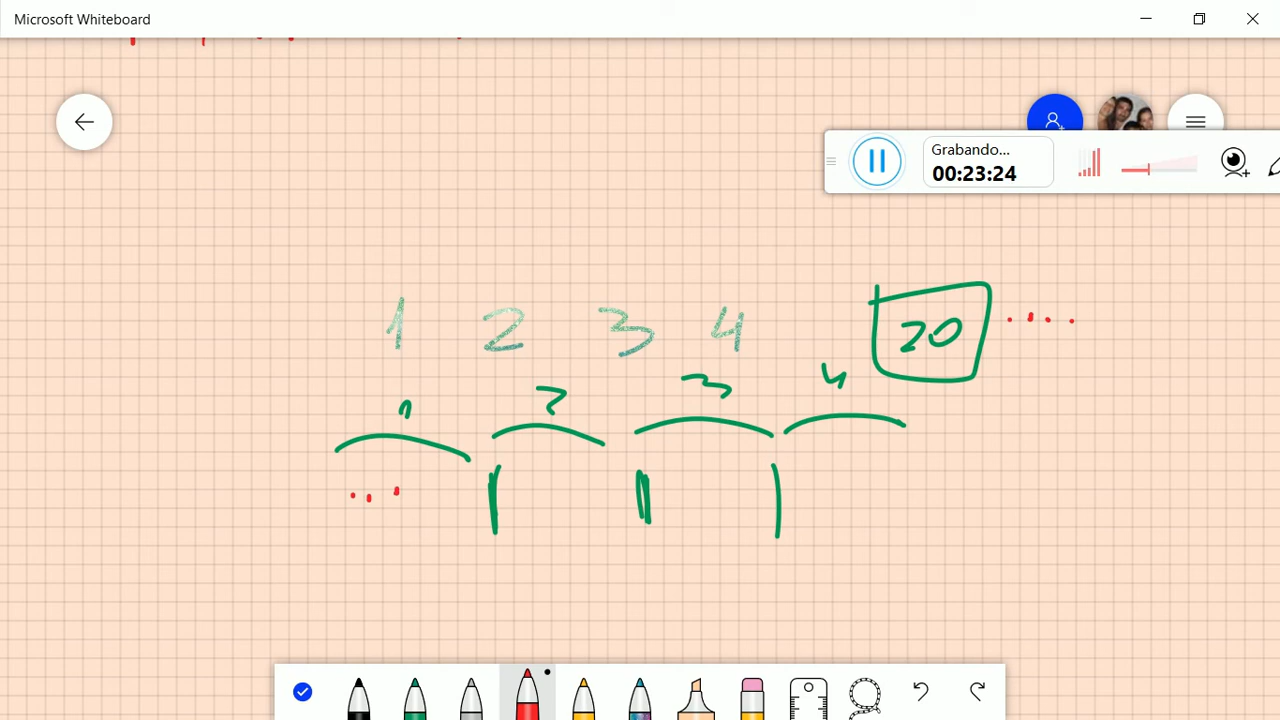 Microsoft Whiteboard
Grabando...
00:23:24
1 2 3 4 20
1 2 3 4